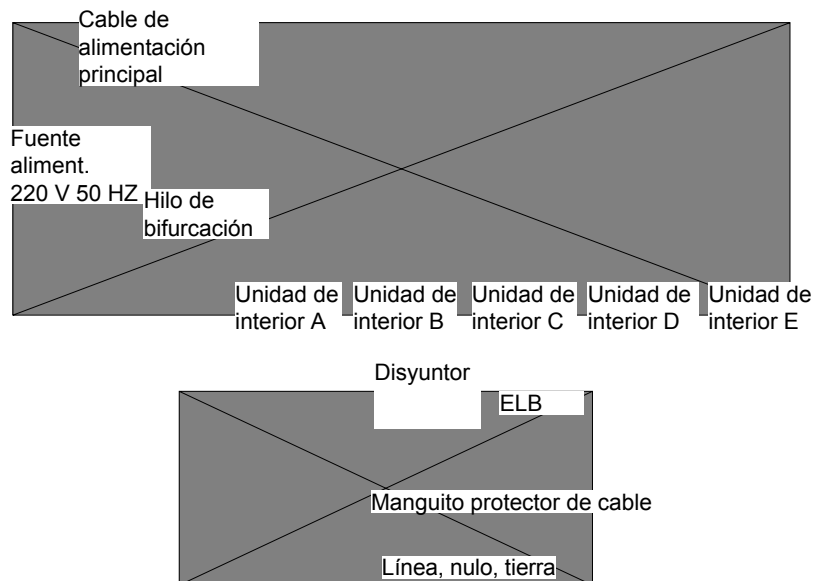 Cable de
alimentación
principal
Fuente
aliment.
220 V 50 HZ
Hilo de
bifurcación
Unidad de
interior A
Unidad de
interior B
Unidad de
interior C
Unidad de
interior D
Unidad de
interior E
Disyuntor
ELB
Manguito protector de cable
Línea, nulo, tierra